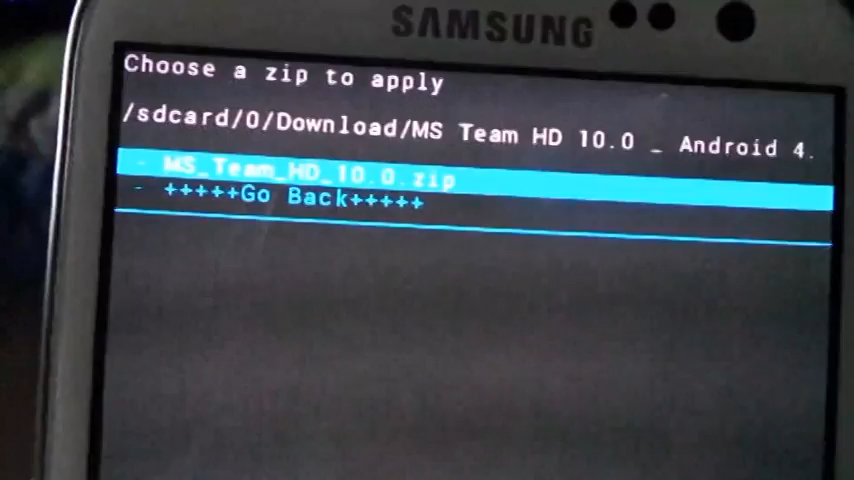 SAMSUNG
Choose a zip to apply
/sdcard/0/Download/MS Team HD 10.0 _ Android 4.
- MS_Team_HD_10.0.zip
- +++++Go Back+++++